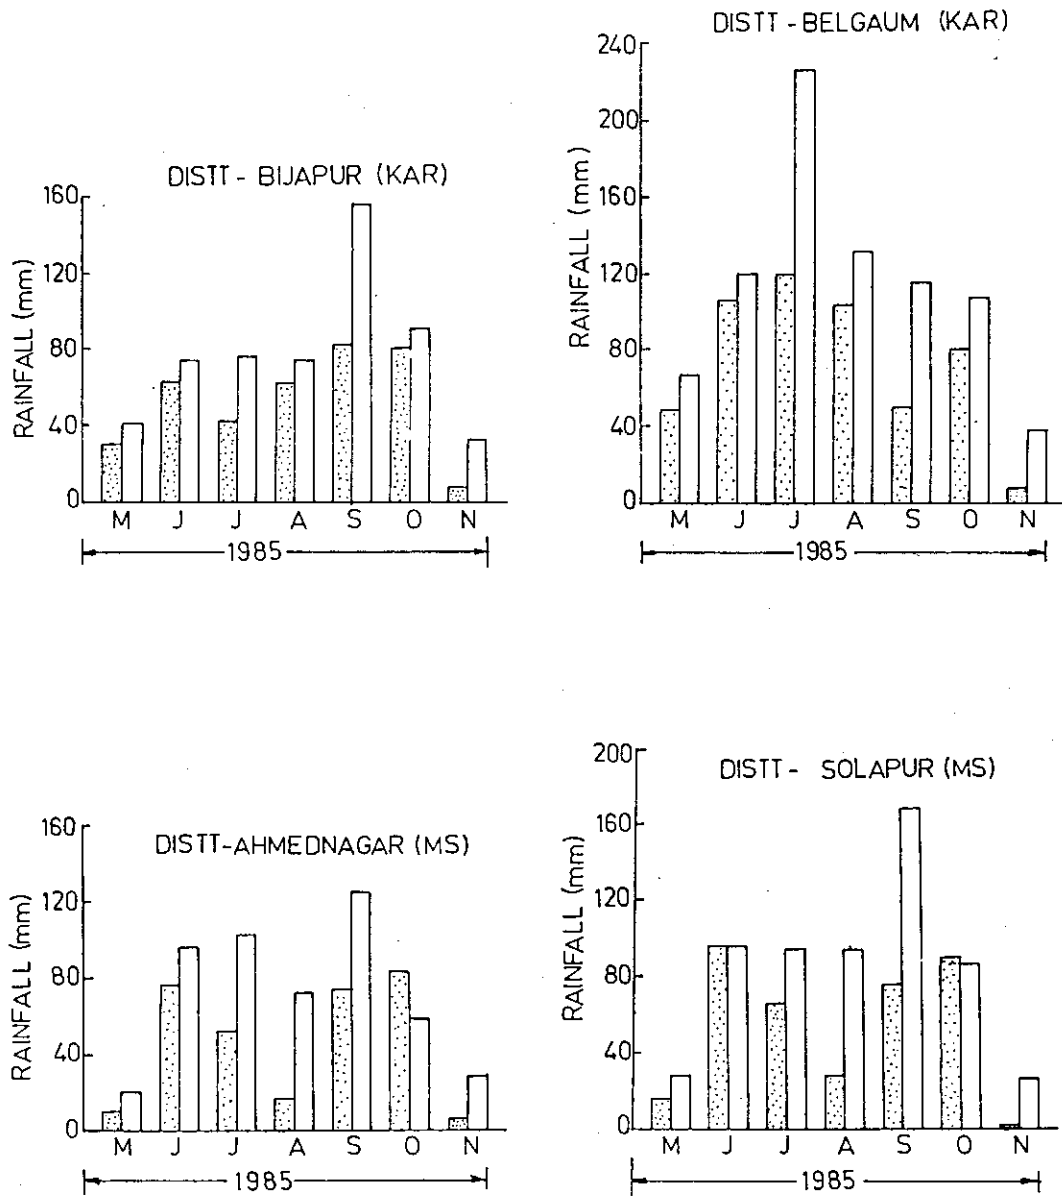 DISTT - BIJAPUR (KAR)
RAINFALL (mm)
160
120
80
40
0
M J J A S O N
1985
DISTT - BELGAUM (KAR)
RAINFALL (mm)
240
200
160
120
80
40
0
M J J A S O N
1985
DISTT-AHMEDNAGAR (MS)
RAINFALL (mm)
160
120
80
40
0
M J J A S O N
1985
DISTT - SOLAPUR (MS)
RAINFALL (mm)
200
160
120
80
40
0
M J J A S O N
1985